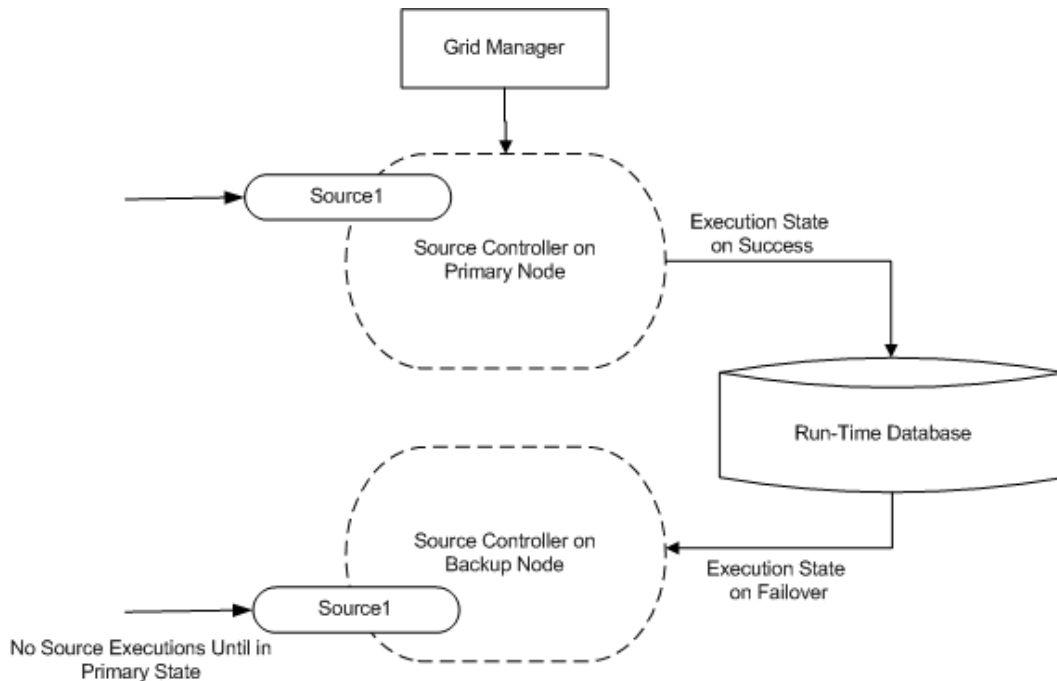 Grid Manager
Source1
Source Controller on
Primary Node
Execution State
on Success
Run-Time Database
Source Controller on
Backup Node
Execution State
on Failover
Source1
No Source Executions Until in
Primary State